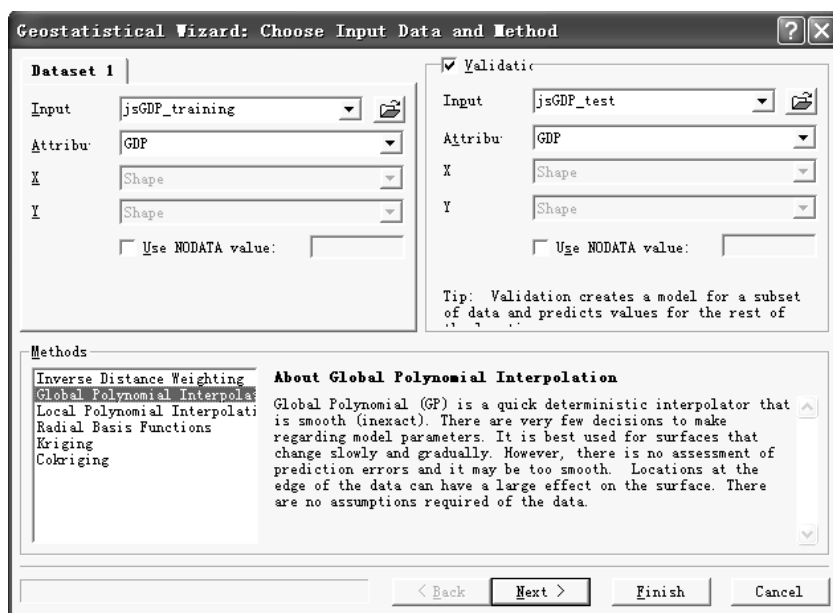 Geostatistical Wizard: Choose Input Data and Method
Dataset 1
Input
jsGDP_training
Attribu
GDP
X
Shape
Y
Shape
Use NODATA value:
Validatic
Input
jsGDP_test
Attribu
GDP
X
Shape
Y
Shape
Use NODATA value:
Tip: Validation creates a model for a subset
of data and predicts values for the rest of
Methods
Inverse Distance Weighting
Global Polynomial Interpola
Local Polynomial Interpolati
Radial Basis Functions
Kriging
Cokriging
About Global Polynomial Interpolation
Global Polynomial (GP) is a quick deterministic interpolator that
is smooth (inexact). There are very few decisions to make
regarding model parameters. It is best used for surfaces that
change slowly and gradually. However, there is no assessment of
prediction errors and it may be too smooth. Locations at the
edge of the data can have a large effect on the surface. There
are no assumptions required of the data.
< Back
Next >
Finish
Cancel